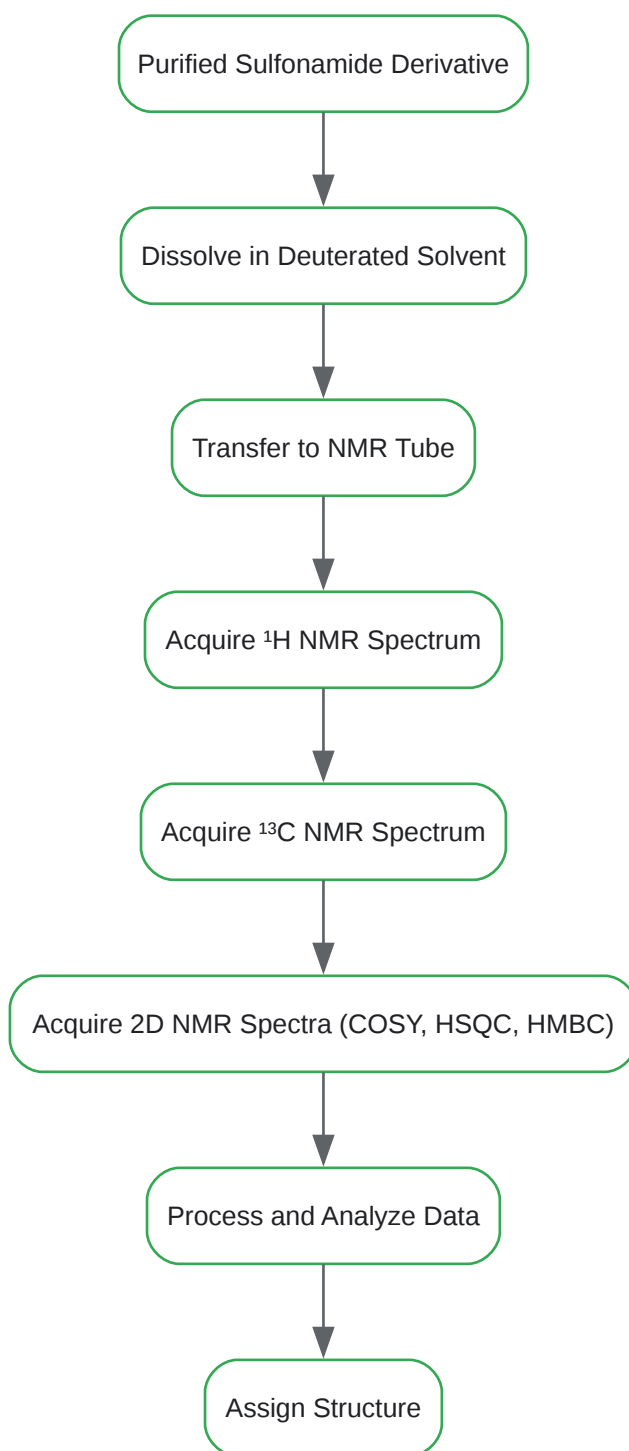 Purified Sulfonamide Derivative
Dissolve in Deuterated Solvent
Transfer to NMR Tube
Acquire ¹H NMR Spectrum
Acquire ¹³C NMR Spectrum
Acquire 2D NMR Spectra (COSY, HSQC, HMBC)
Process and Analyze Data
Assign Structure